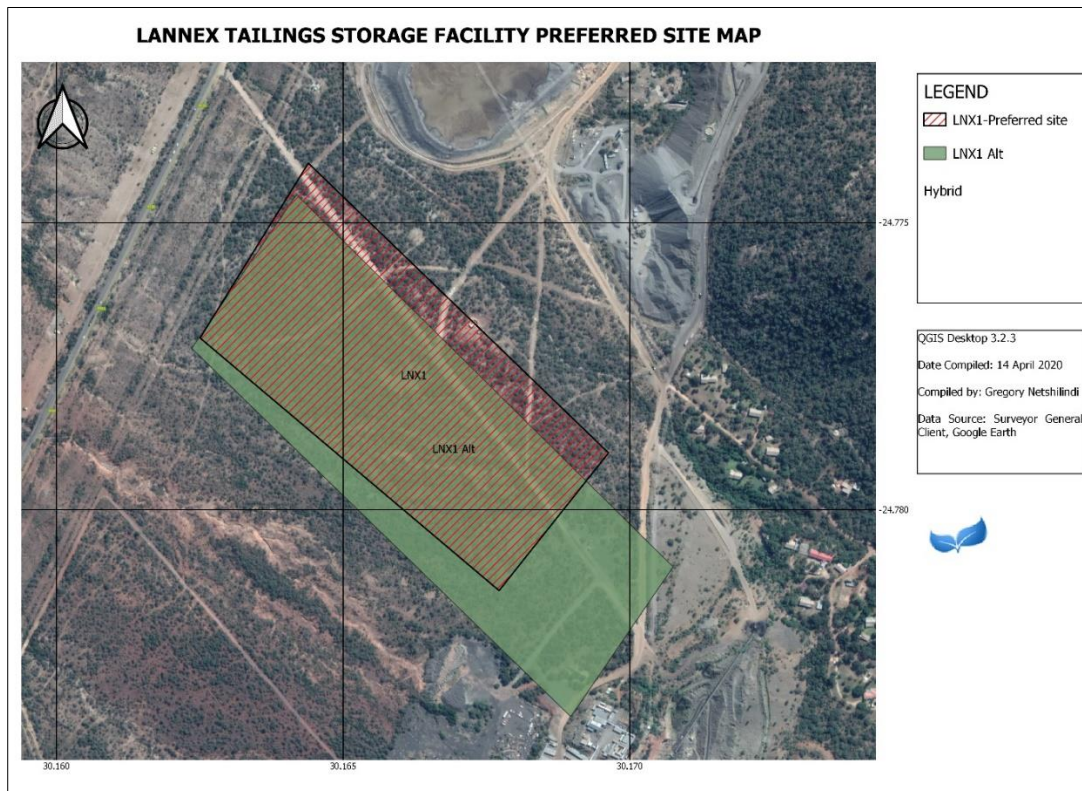 LANNEX TAILINGS STORAGE FACILITY PREFERRED SITE MAP
LEGEND
LNX1-Preferred site
LNX1 Alt
Hybrid
-24.775
QGIS Desktop 3.2.3
Date Compiled: 14 April 2020
Compiled by: Gregory Netshilindi
Data Source: Surveyor General
Client, Google Earth
LNX1
LNX1 Alt
-24.780
30.160
30.165
30.170